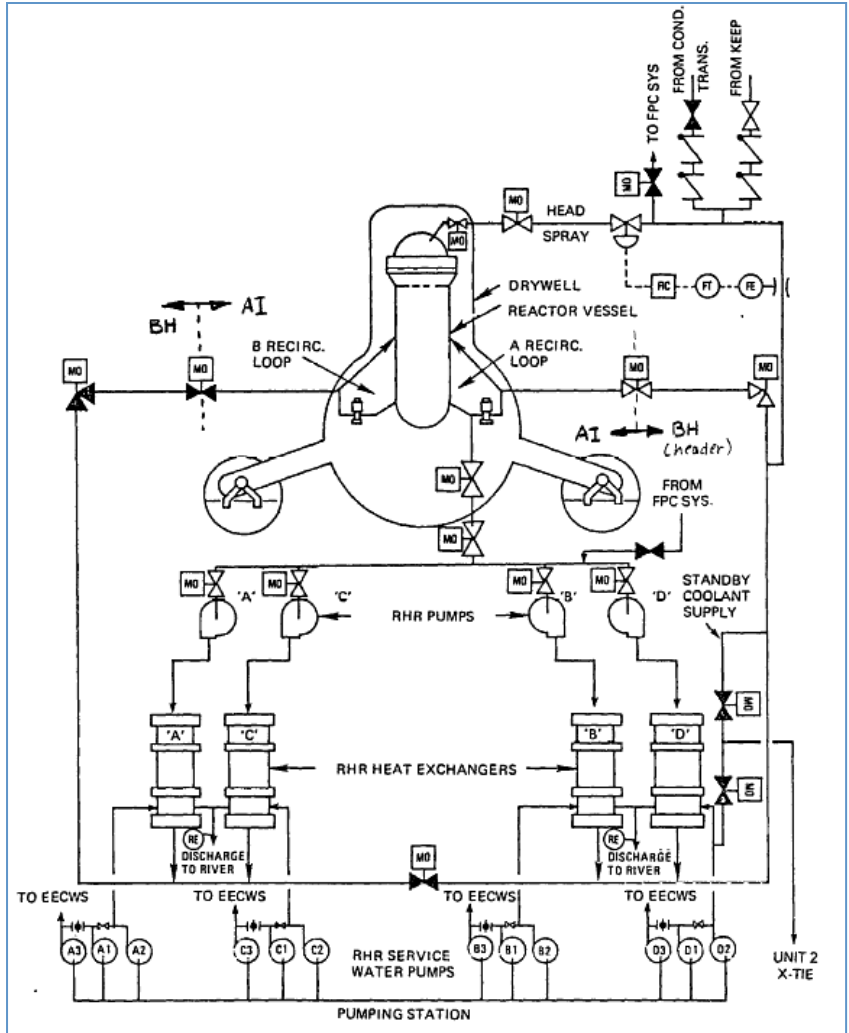 TO FPC SYS
FROM COND.
TRANS.
FROM KEEP
MO
MO
HEAD
SPRAY
MO
DRYWELL
FIC
FT
FE
REACTOR VESSEL
AI
BH
B RECIRC.
LOOP
A RECIRC.
LOOP
MO
MO
MO
MO
AI
BH
(header)
MO
FROM
FPC SYS.
MO
MO
MO
MO
MO
'A'
'C'
'B'
'D'
RHR PUMPS
STANDBY
COOLANT
SUPPLY
MO
'A'
'C'
'B'
'D'
RHR HEAT EXCHANGERS
MO
RE
DISCHARGE
TO RIVER
MO
RE
DISCHARGE
TO RIVER
TO EECWS
TO EECWS
TO EECWS
TO EECWS
A3
A1
A2
C3
C1
C2
RHR SERVICE
WATER PUMPS
B3
B1
B2
D3
D1
D2
UNIT 2
X-TIE
PUMPING STATION